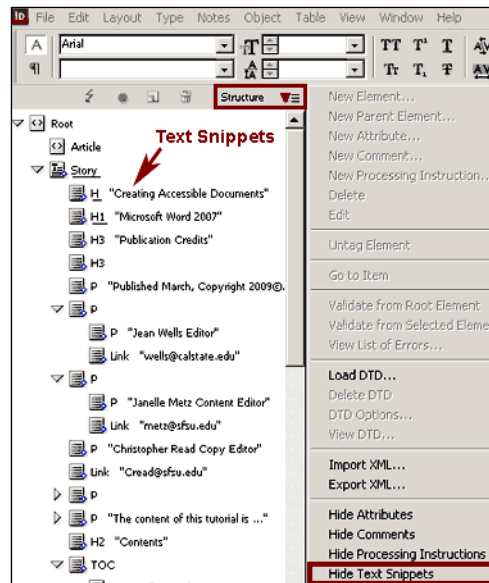 ID File Edit Layout Type Notes Object Table View Window Help
A Arial T TT T¹ T AV
¶ A Tr T₁ T AV
Structure
Root
Article
Text Snippets
Story
H "Creating Accessible Documents"
H1 "Microsoft Word 2007"
H3 "Publication Credits"
H3
P "Published March, Copyright 2009©.
P
P "Jean Wells Editor"
Link "wells@calstate.edu"
P
P "Janelle Metz Content Editor"
Link "metz@sfsu.edu"
P "Christopher Read Copy Editor"
Link "Cread@sfsu.edu"
P
P "The content of this tutorial is ..."
H2 "Contents"
TOC
New Element...
New Parent Element...
New Attribute...
New Comment...
New Processing Instruction...
Delete
Edit
Untag Element
Go to Item
Validate from Root Element
Validate from Selected Eleme
View List of Errors...
Load DTD...
Delete DTD
DTD Options...
View DTD...
Import XML...
Export XML...
Hide Attributes
Hide Comments
Hide Processing Instructions
Hide Text Snippets